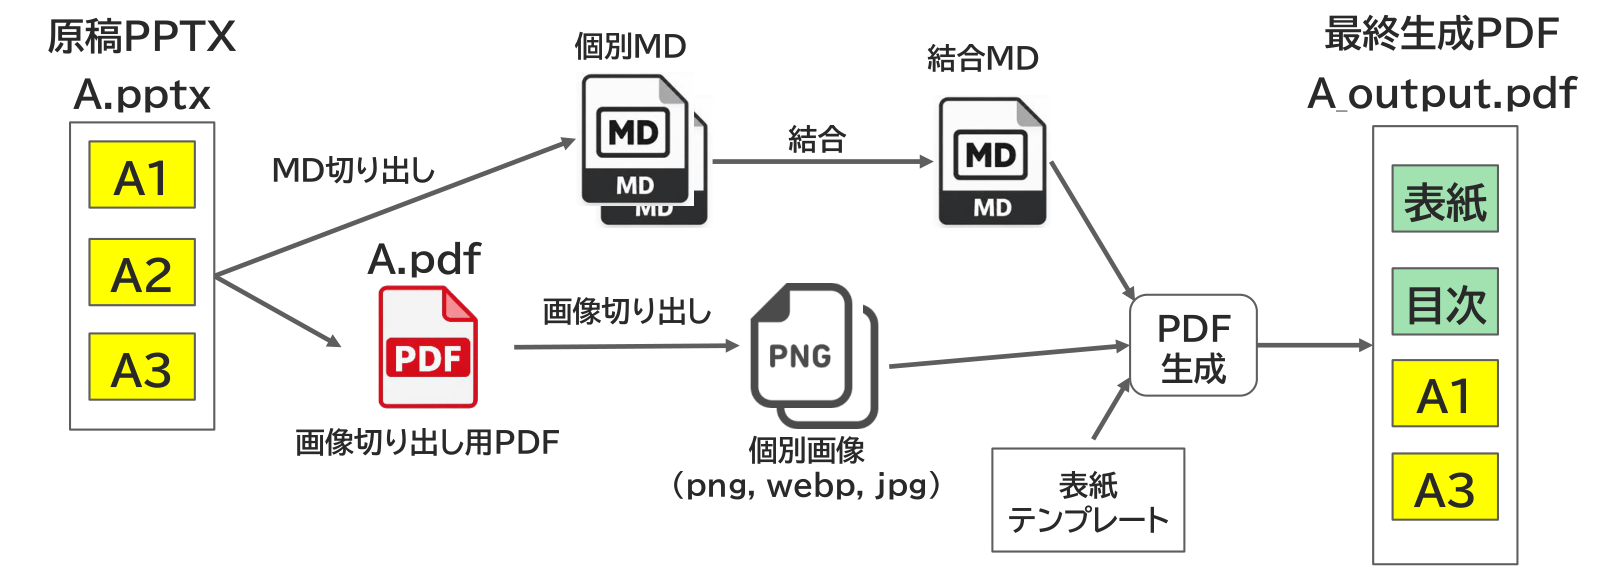 原稿PPTX
A.pptx
A1
A2
A3
MD切り出し
個別MD
MD
MD
MD
結合
結合MD
MD
MD
A.pdf
PDF
画像切り出し用PDF
画像切り出し
PNG
個別画像
（png, webp, jpg）
PDF
生成
表紙
テンプレート
最終生成PDF
A_output.pdf
表紙
目次
A1
A3